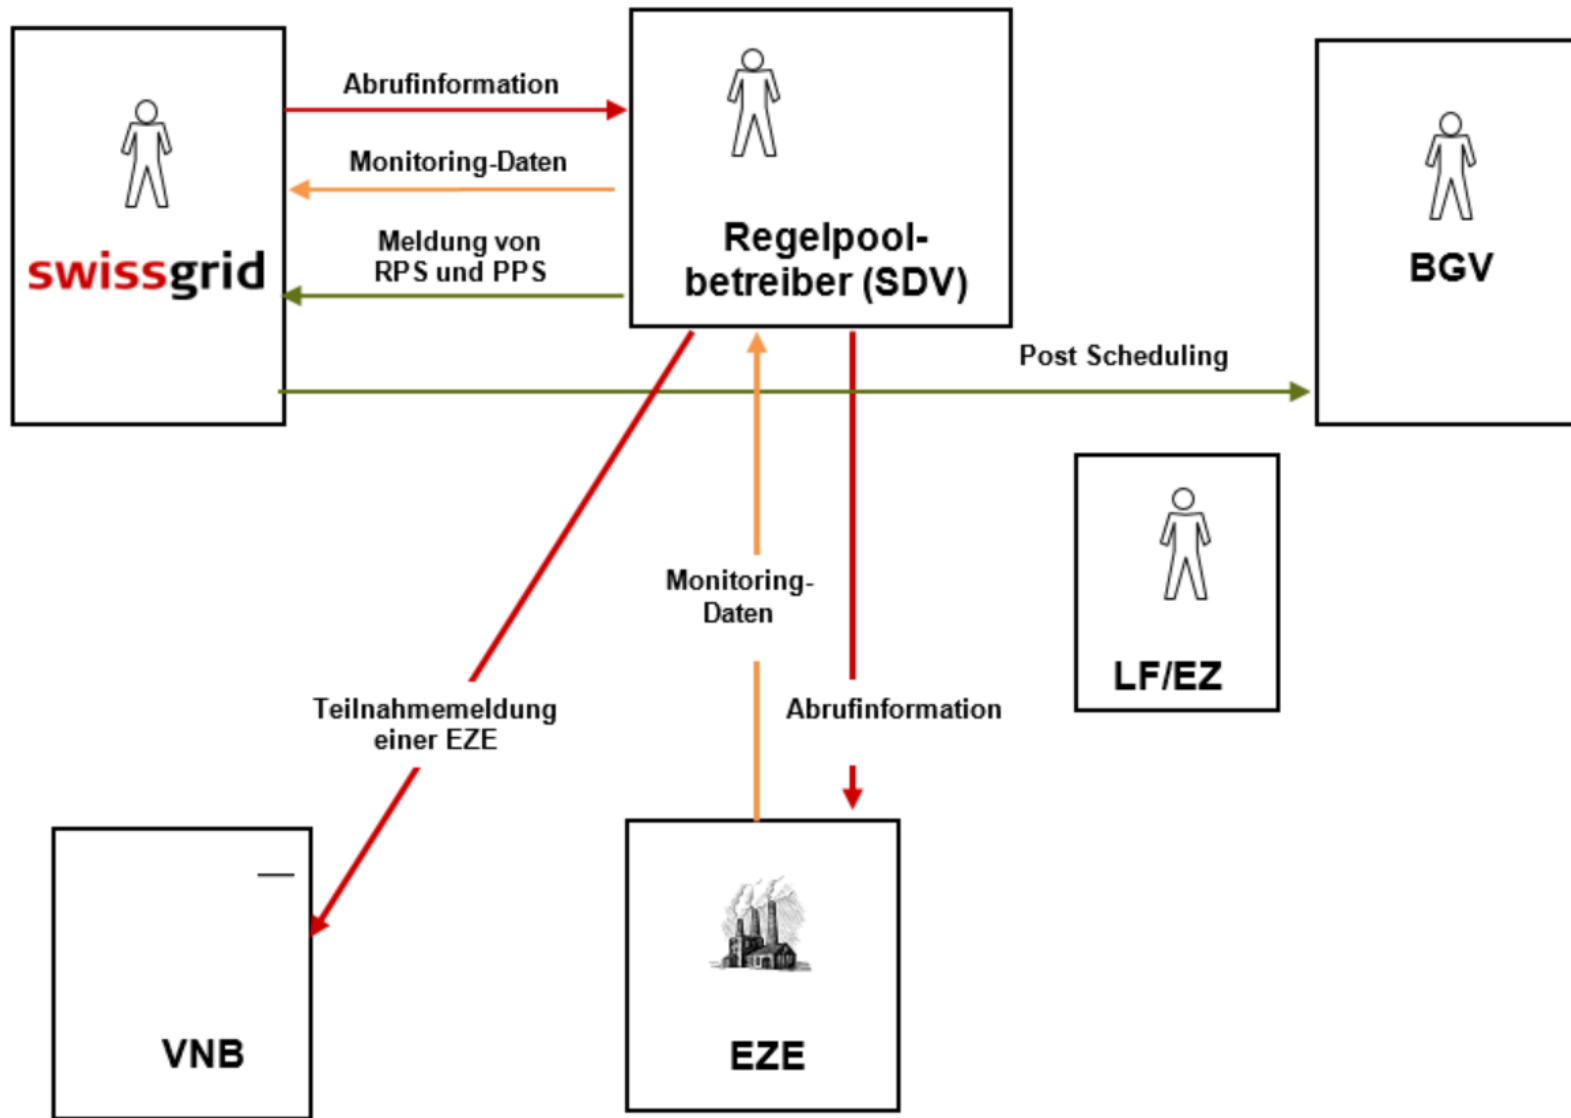 Abrufinformation
Monitoring-Daten
Meldung von
RPS und PPS
swissgrid
Regelpool-
betreiber (SDV)
BGV
Post Scheduling
Monitoring-
Daten
LF/EZ
Teilnahmemeldung
einer EZE
Abrufinformation
VNB
EZE